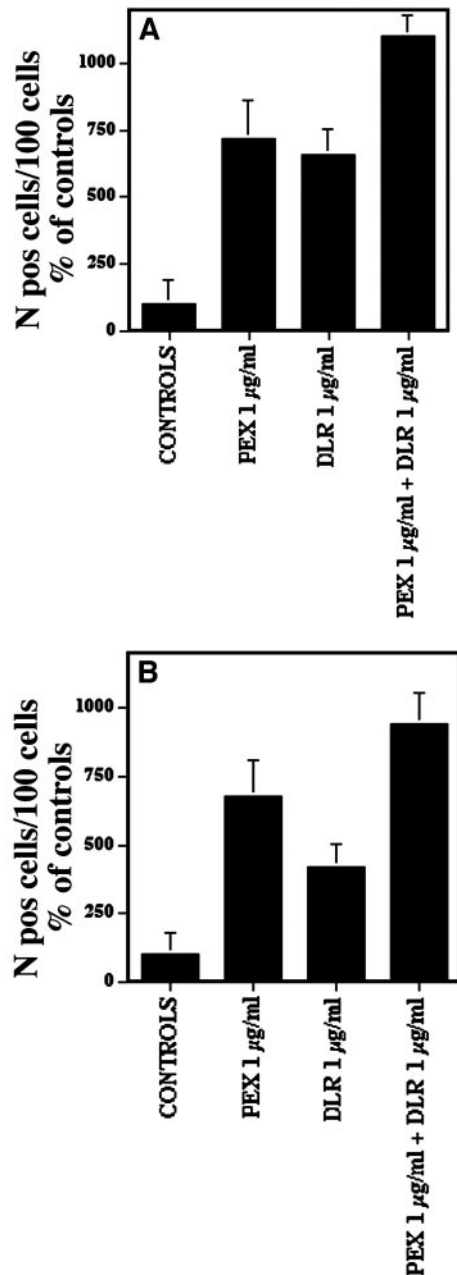 A
N pos cells/100 cells
% of controls
1000
750
500
250
0
CONTROLS
PEX 1 µg/ml
DLR 1 µg/ml
PEX 1 µg/ml + DLR 1 µg/ml
B
N pos cells/100 cells
% of controls
1000
750
500
250
0
CONTROLS
PEX 1 µg/ml
DLR 1 µg/ml
PEX 1 µg/ml + DLR 1 µg/ml